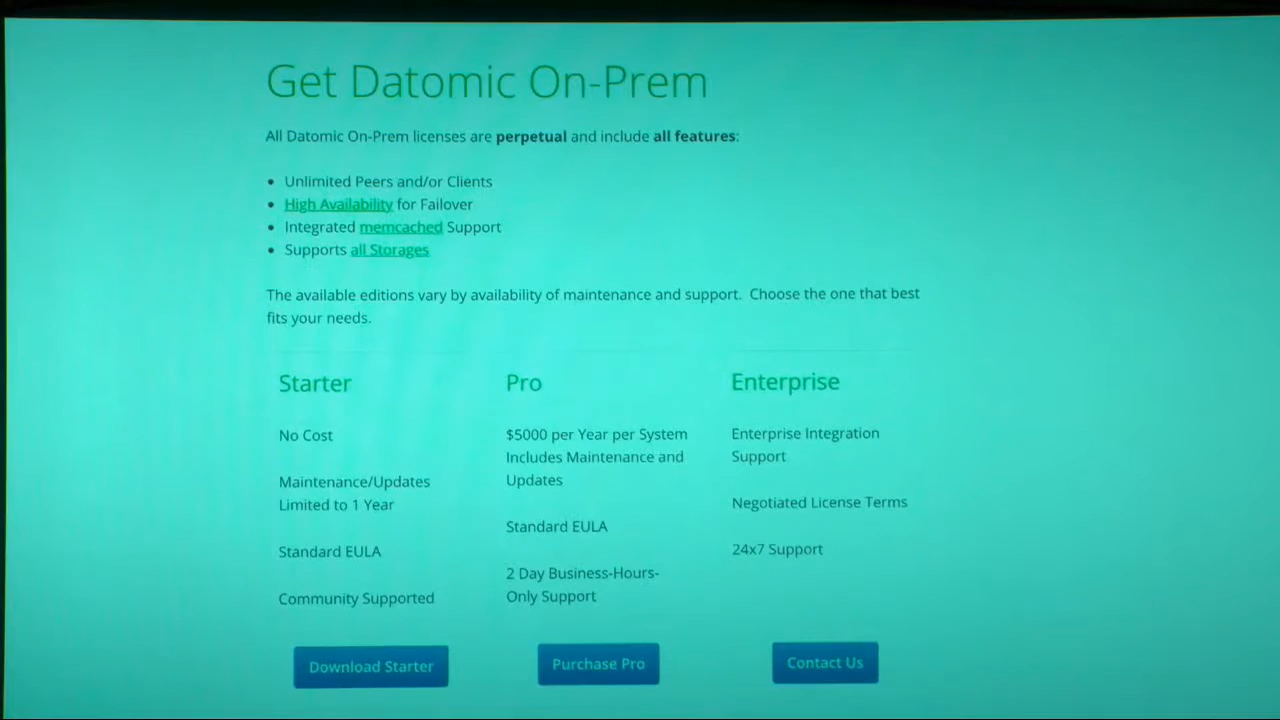 Get Datomic On-Prem
All Datomic On-Prem licenses are perpetual and include all features:
• Unlimited Peers and/or Clients
• High Availability for Failover
• Integrated memcached Support
• Supports all Storages
The available editions vary by availability of maintenance and support.  Choose the one that best
fits your needs.
Starter
No Cost
Maintenance/Updates
Limited to 1 Year
Standard EULA
Community Supported
Download Starter
Pro
$5000 per Year per System
Includes Maintenance and
Updates
Standard EULA
2 Day Business-Hours-
Only Support
Purchase Pro
Enterprise
Enterprise Integration
Support
Negotiated License Terms
24x7 Support
Contact Us